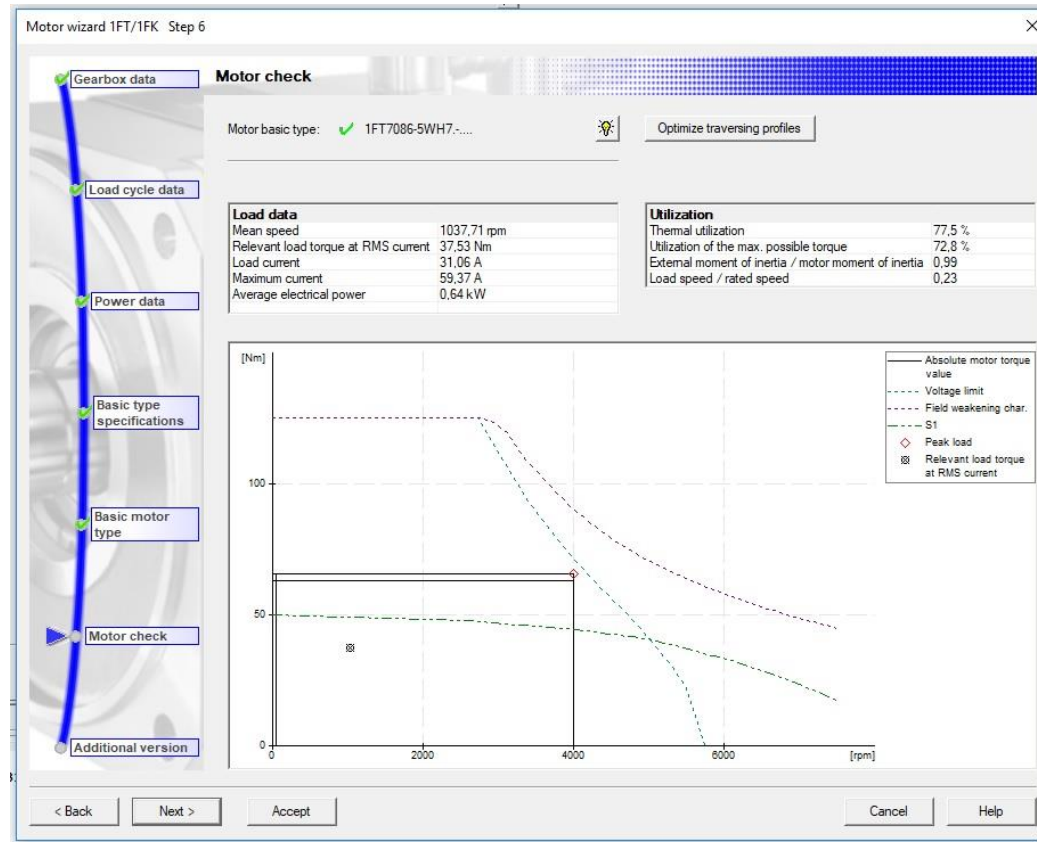 Motor wizard 1FT/1FK   Step 6
Gearbox data
Load cycle data
Power data
Basic type
specifications
Basic motor
type
Motor check
Additional version
Motor check
Motor basic type: 1FT7086-5WH7.-....
Optimize traversing profiles
Load data
Mean speed 1037,71 rpm
Relevant load torque at RMS current 37,53 Nm
Load current 31,06 A
Maximum current 59,37 A
Average electrical power 0,64 kW
Utilization
Thermal utilization 77,5 %
Utilization of the max. possible torque 72,8 %
External moment of inertia / motor moment of inertia 0,99
Load speed / rated speed 0,23
[Nm]
100
50
0
0 2000 4000 6000 [rpm]
Absolute motor torque
value
Voltage limit
Field weakening char.
S1
Peak load
Relevant load torque
at RMS current
< Back Next > Accept Cancel Help